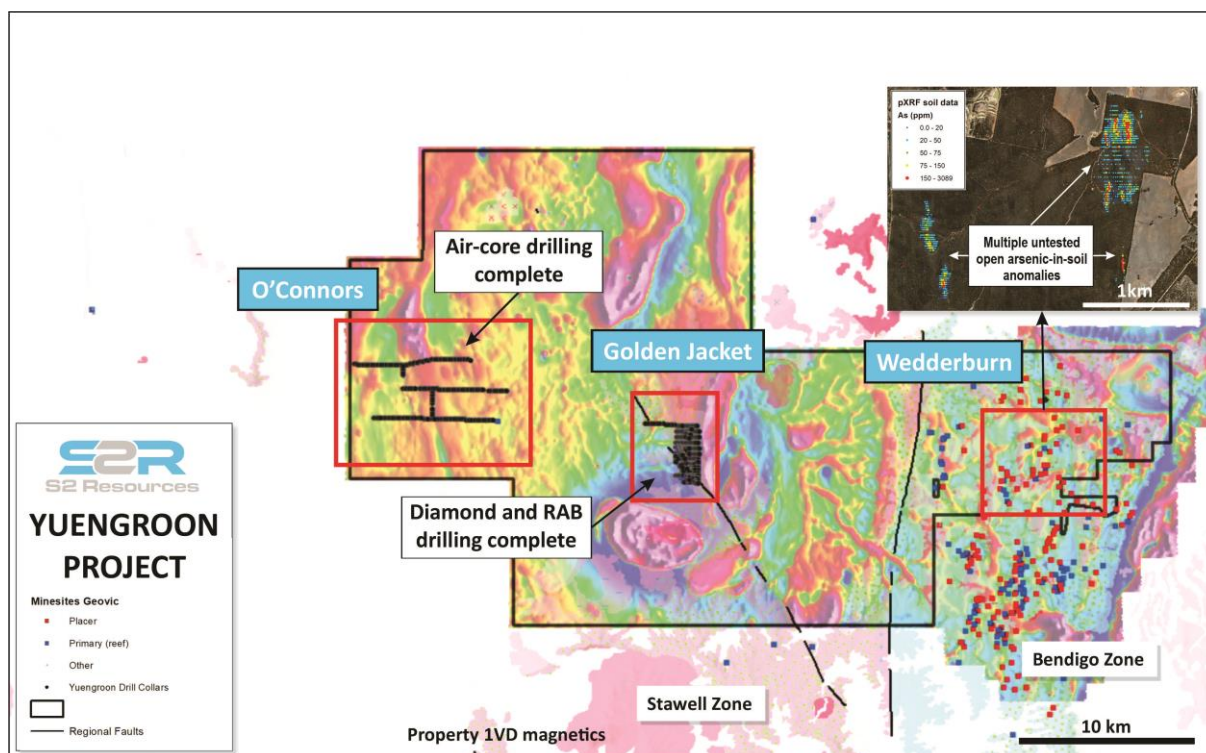 pXRF soil data
As (ppm)
0.0 - 20
20 - 50
50 - 75
75 - 150
150 - 3089
Multiple untested
open arsenic-in-soil
anomalies
1km
Air-core drilling
complete
O'Connors
Golden Jacket
Wedderburn
Diamond and RAB
drilling complete
S2R
S2 Resources
YUENGROON
PROJECT
Minesites Geovic
Placer
Primary (reef)
Other
Yuengroon Drill Collars
Regional Faults
Bendigo Zone
Stawell Zone
Property 1VD magnetics
10 km